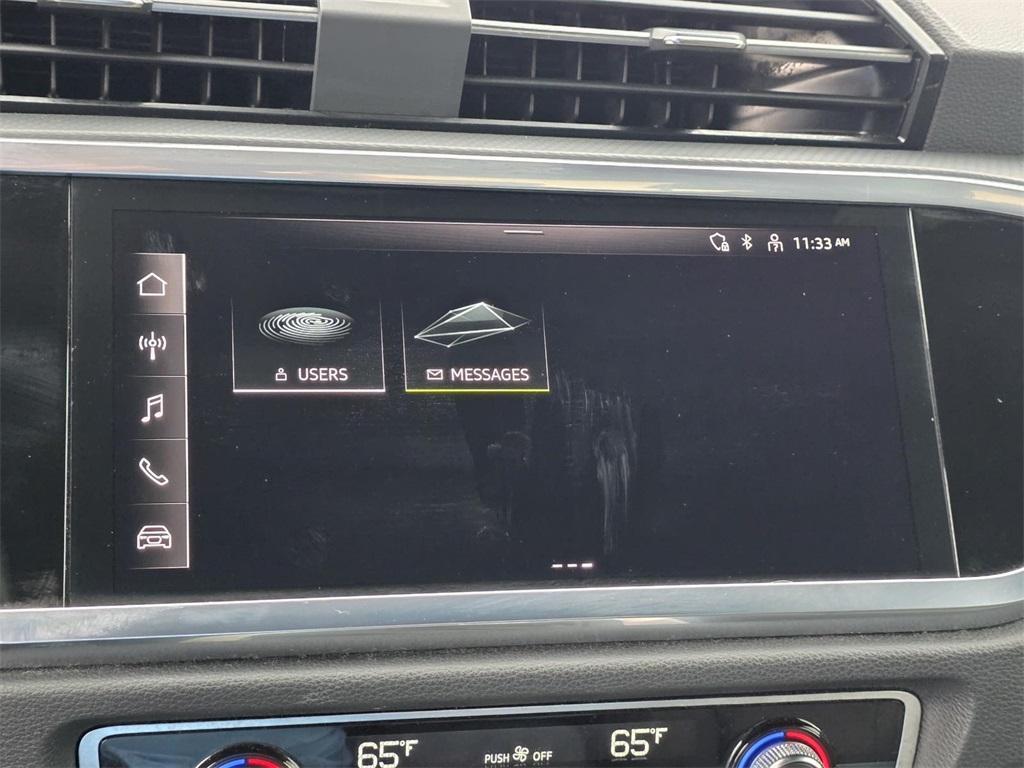 11:33 AM
USERS
MESSAGES
65°F
PUSH OFF
65°F